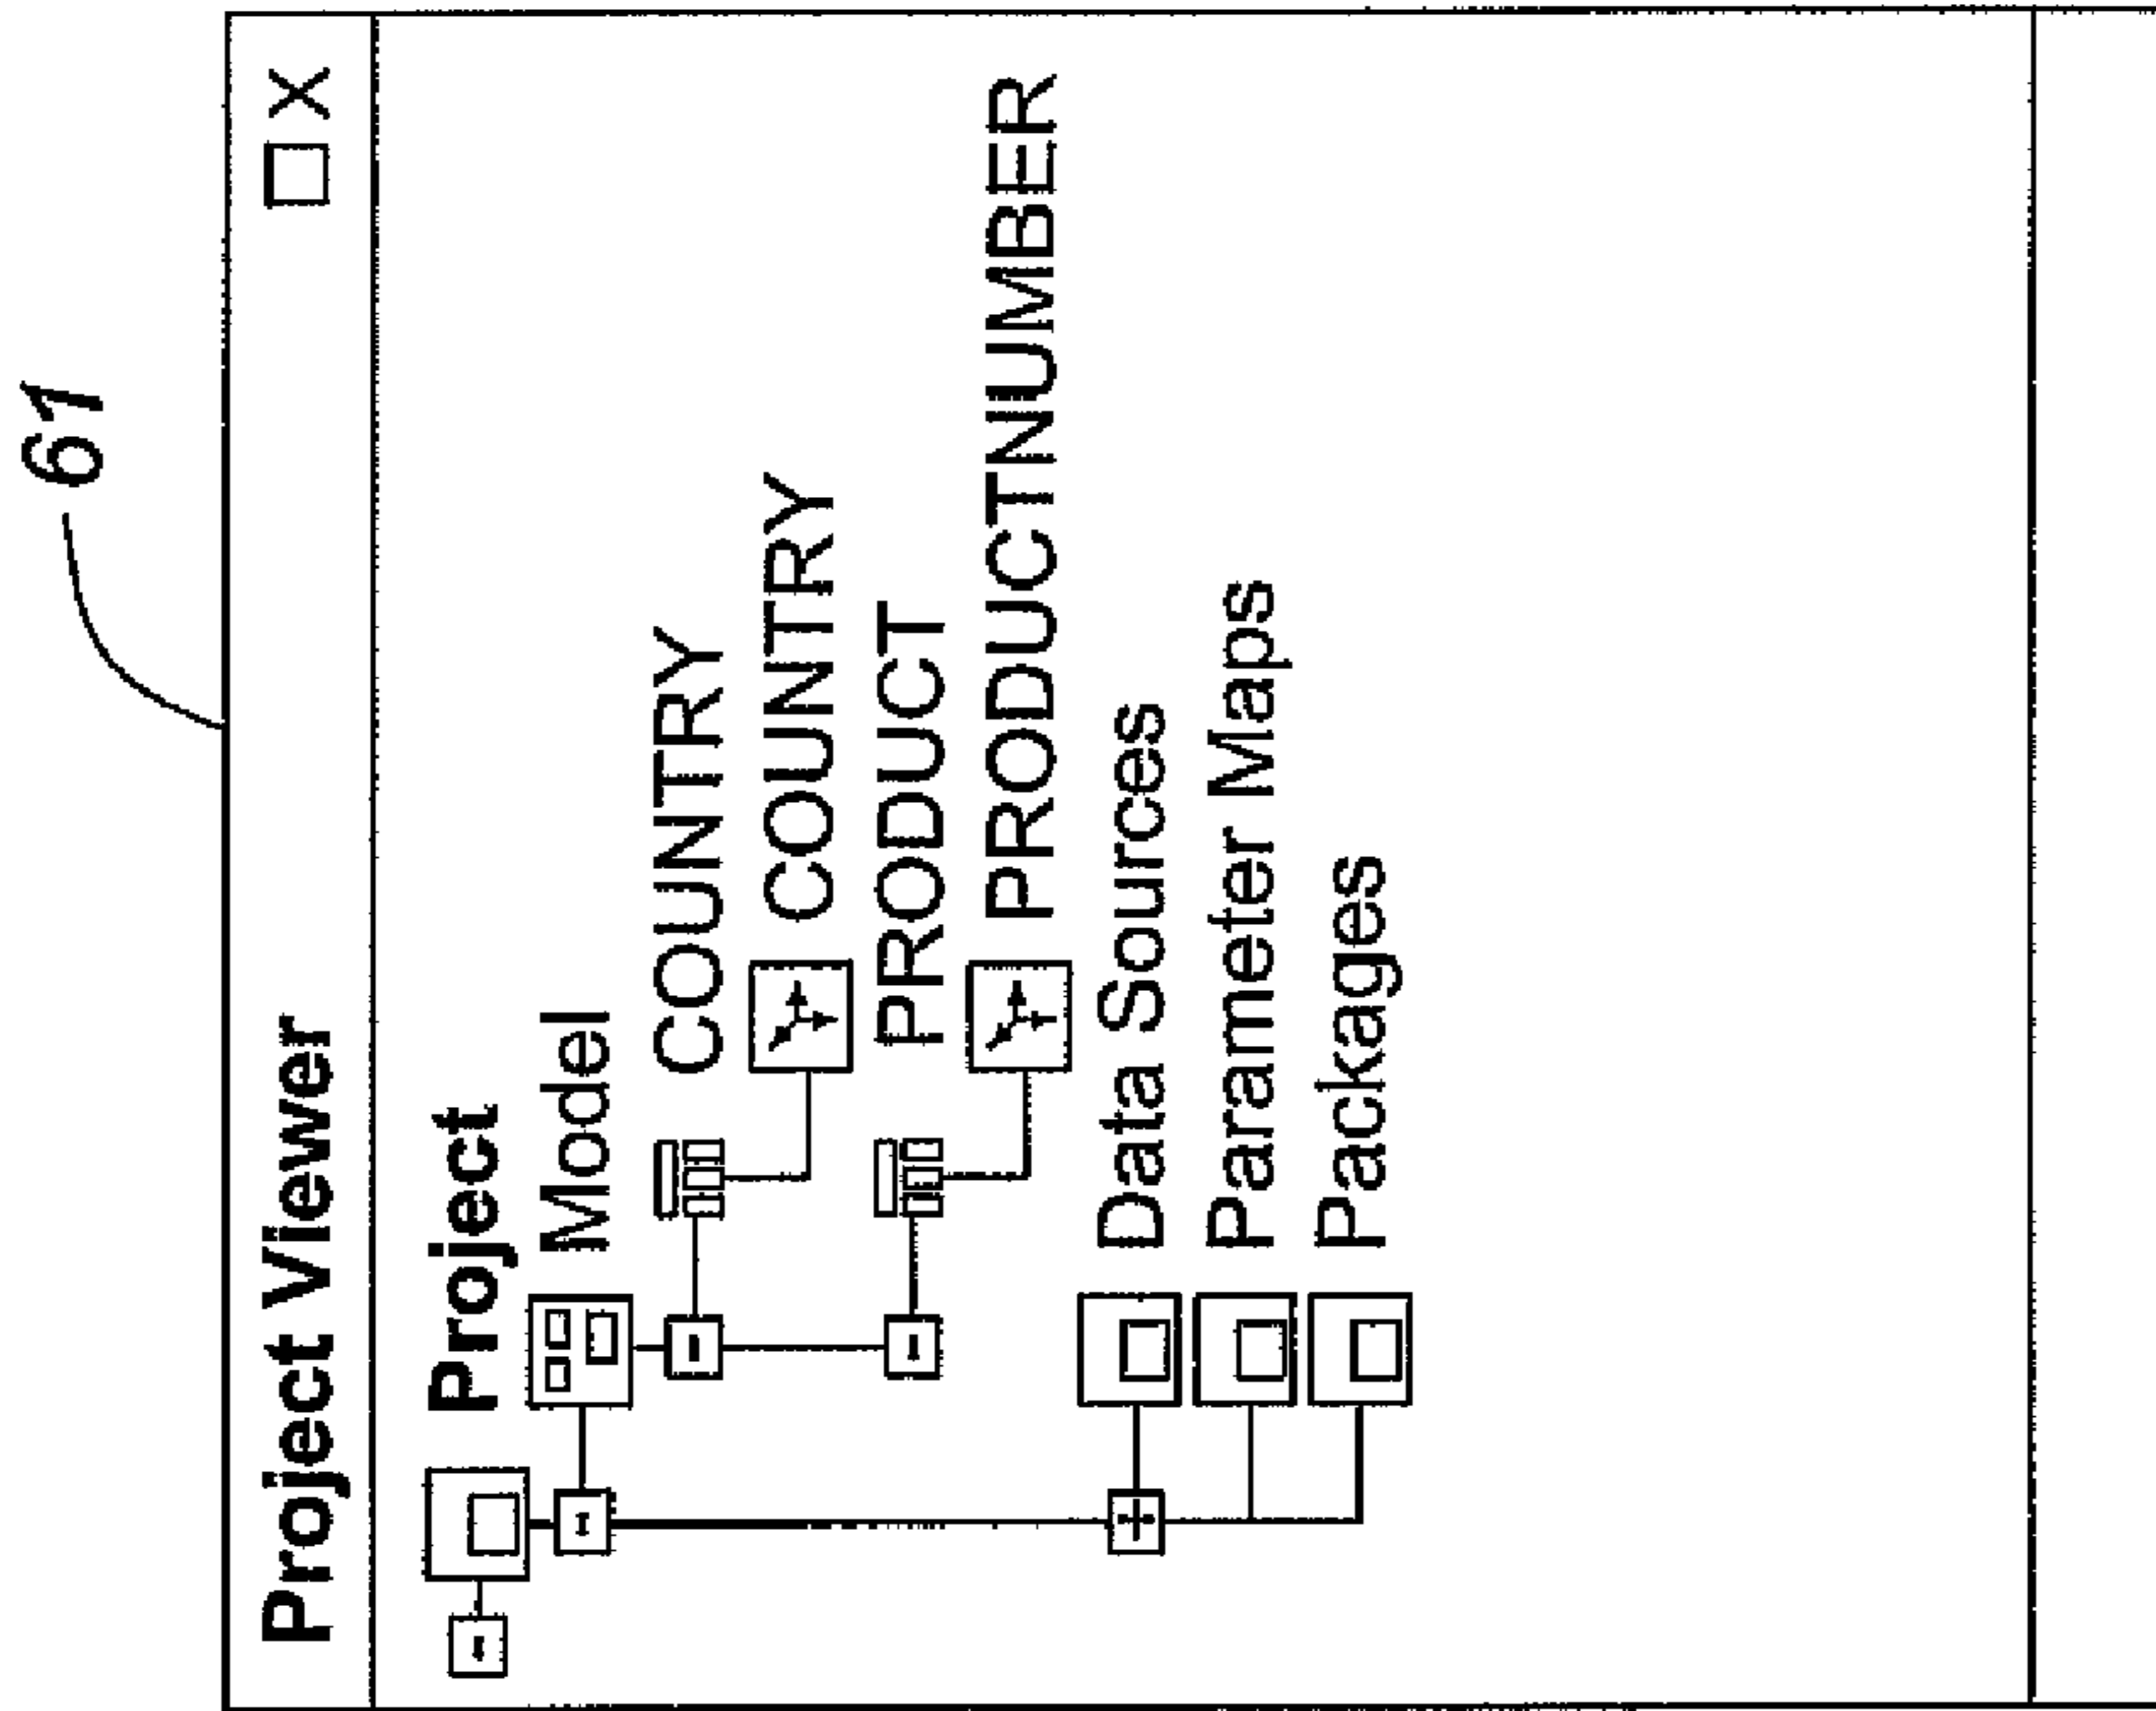 61
Project Viewer
Project
Model
COUNTRY
COUNTRY
PRODUCT
PRODUCTNUMBER
Data Sources
Parameter Maps
Packages